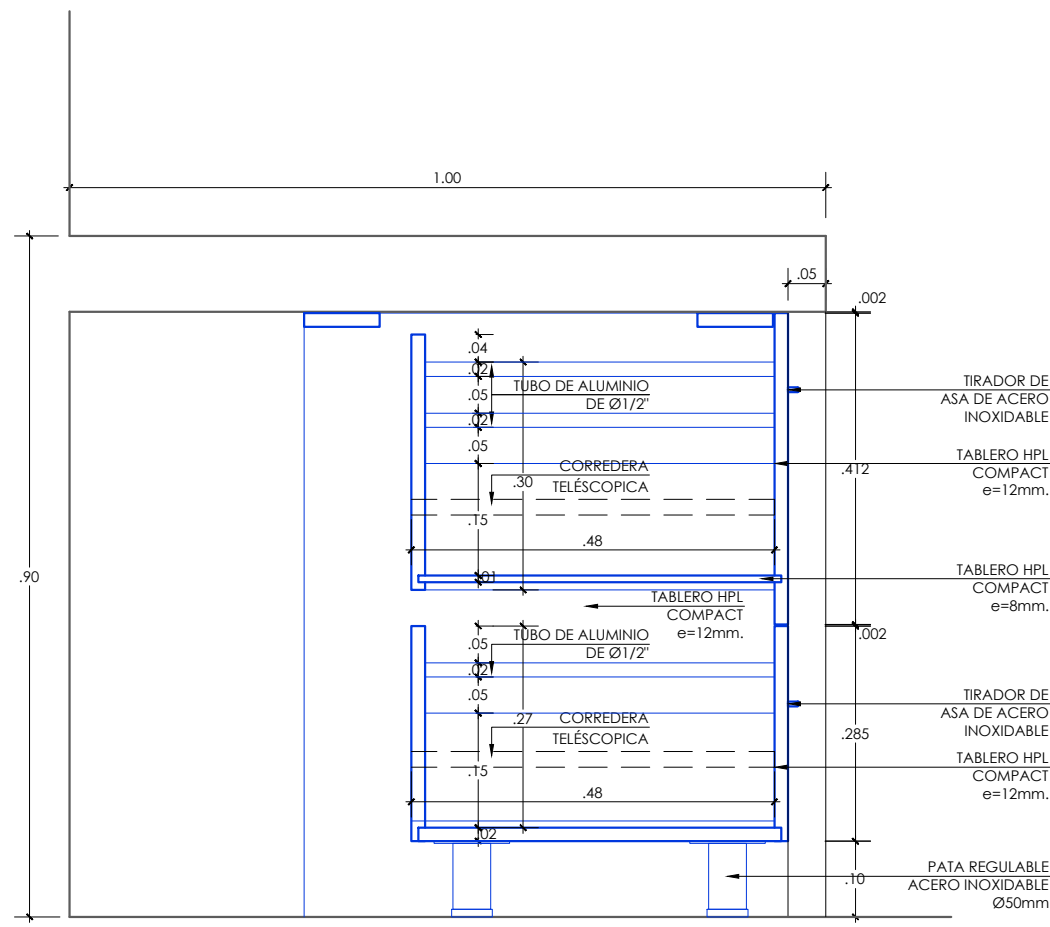 1.00
.05
.002
.04
.02
.05
.02
.05
.30
.15
.48
.01
.90
TUBO DE ALUMINIO
DE Ø1/2"
CORREDERA
TELÉSCOPICA
TIRADOR DE
ASA DE ACERO
INOXIDABLE
TABLERO HPL
COMPACT
e=12mm.
.412
TABLERO HPL
COMPACT
e=8mm.
TABLERO HPL
COMPACT
e=12mm.
.002
.05
.02
.05
.27
.15
.48
.02
TUBO DE ALUMINIO
DE Ø1/2"
CORREDERA
TELÉSCOPICA
TIRADOR DE
ASA DE ACERO
INOXIDABLE
.285
TABLERO HPL
COMPACT
e=12mm.
PATA REGULABLE
ACERO INOXIDABLE
Ø50mm
.10